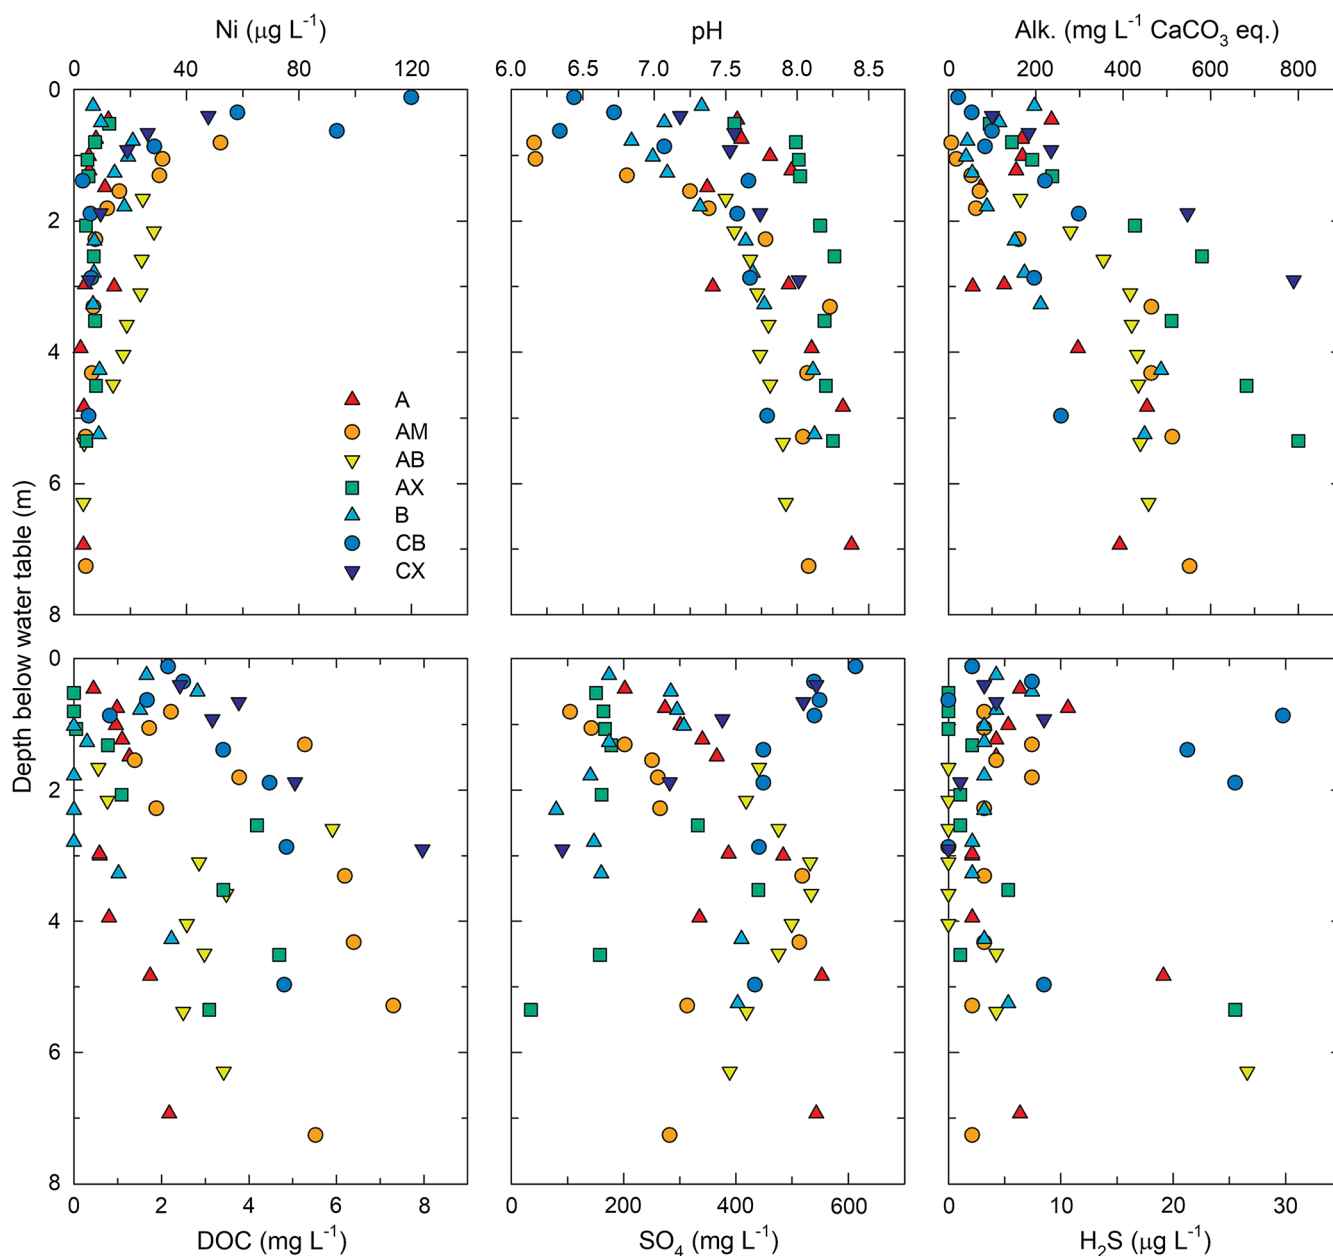 Ni (μg L⁻¹)
pH
Alk. (mg L⁻¹ CaCO₃ eq.)
0 40 80 120
6.0 6.5 7.0 7.5 8.0 8.5
0 200 400 600 800
0
2
4
6
8
A
AM
AB
AX
B
CB
CX
Depth below water table (m)
0
2
4
6
8
0 2 4 6 8
0 200 400 600
0 10 20 30
DOC (mg L⁻¹)
SO₄ (mg L⁻¹)
H₂S (μg L⁻¹)